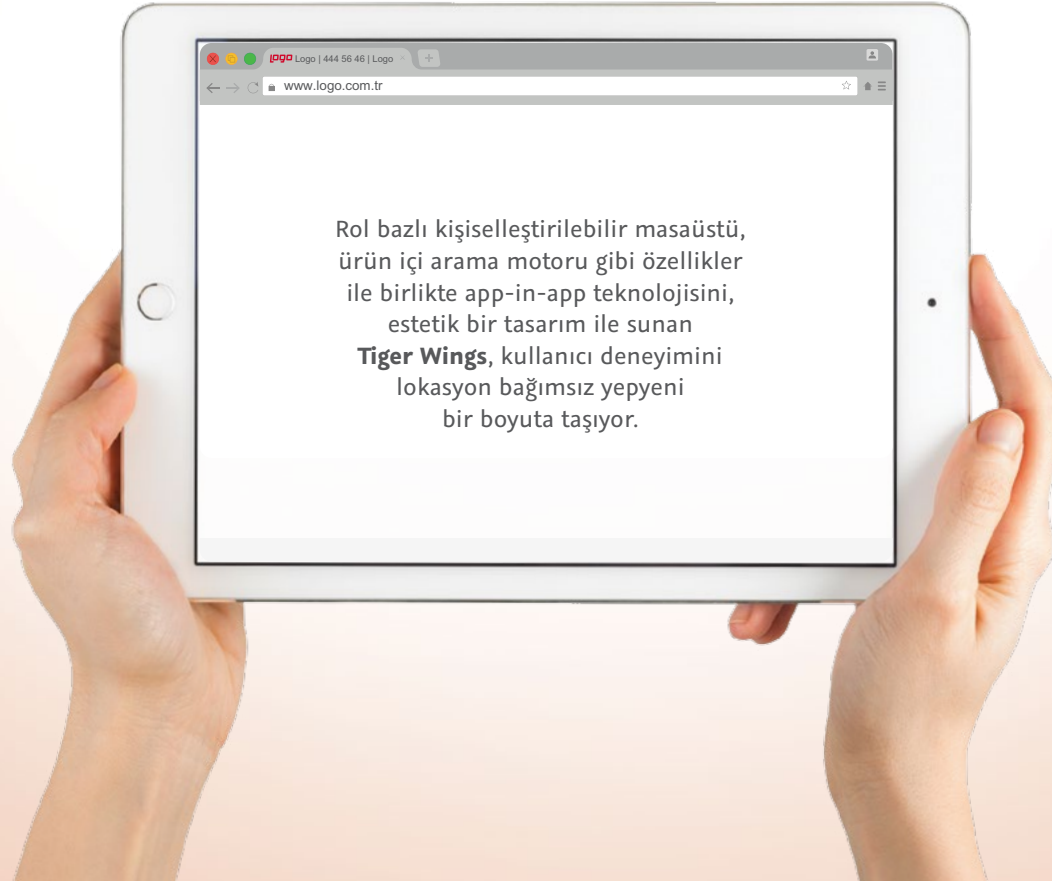 Logo Logo | 444 56 46 | Logo
www.logo.com.tr
Rol bazlı kişiselleştirilebilir masaüstü,
ürün içi arama motoru gibi özellikler
ile birlikte app-in-app teknolojisini,
estetik bir tasarım ile sunan
Tiger Wings, kullanıcı deneyimini
lokasyon bağımsız yepyeni
bir boyuta taşıyor.